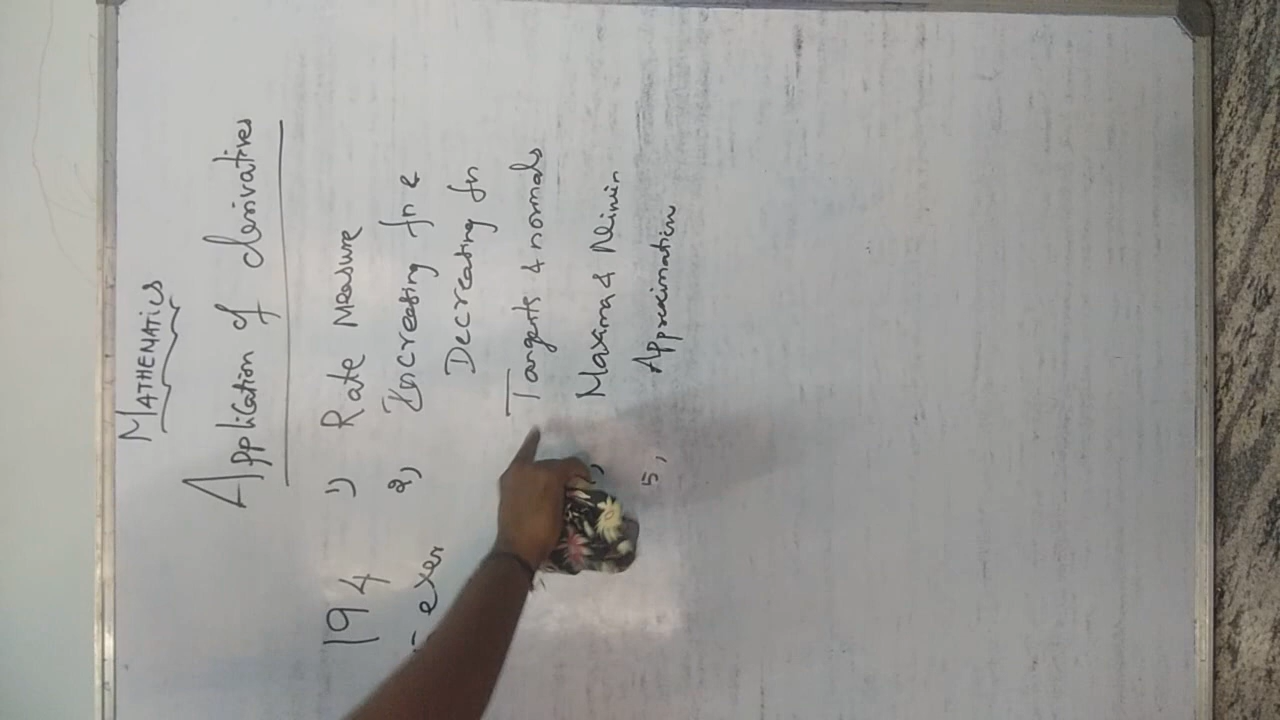 MATHEMATICS
Application of derivatives
194 1) Rate Measure
exer 2) Increasing fn &
Decreasing fn
Tangents & normals
Maxima &
5, Approximation